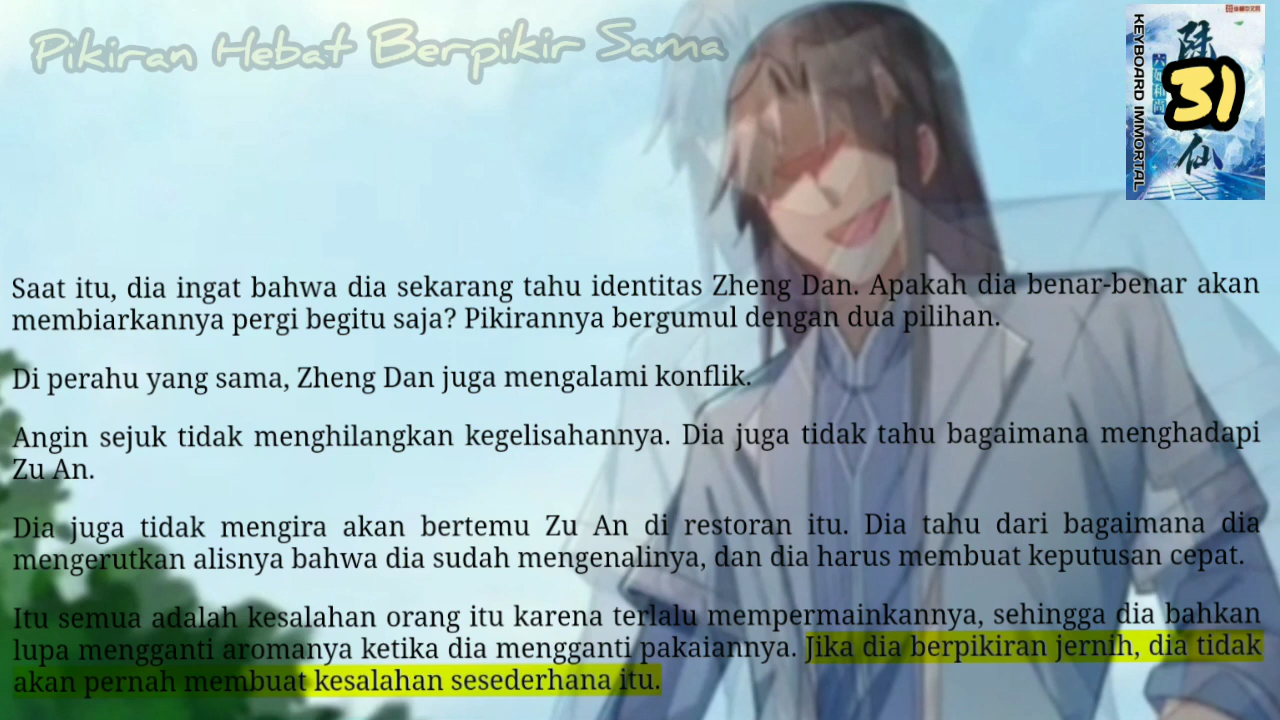 Pikiran Hebat Berpikir Sama
KEYBOARD IMMORTAL
31
仙
Saat itu, dia ingat bahwa dia sekarang tahu identitas Zheng Dan. Apakah dia benar-benar akan
membiarkannya pergi begitu saja? Pikirannya bergumul dengan dua pilihan.
Di perahu yang sama, Zheng Dan juga mengalami konflik.
Angin sejuk tidak menghilangkan kegelisahannya. Dia juga tidak tahu bagaimana menghadapi
Zu An.
Dia juga tidak mengira akan bertemu Zu An di restoran itu. Dia tahu dari bagaimana dia
mengerutkan alisnya bahwa dia sudah mengenalinya, dan dia harus membuat keputusan cepat.
Itu semua adalah kesalahan orang itu karena terlalu mempermainkannya, sehingga dia bahkan
lupa mengganti aromanya ketika dia mengganti pakaiannya. Jika dia berpikiran jernih, dia tidak
akan pernah membuat kesalahan sesederhana itu.